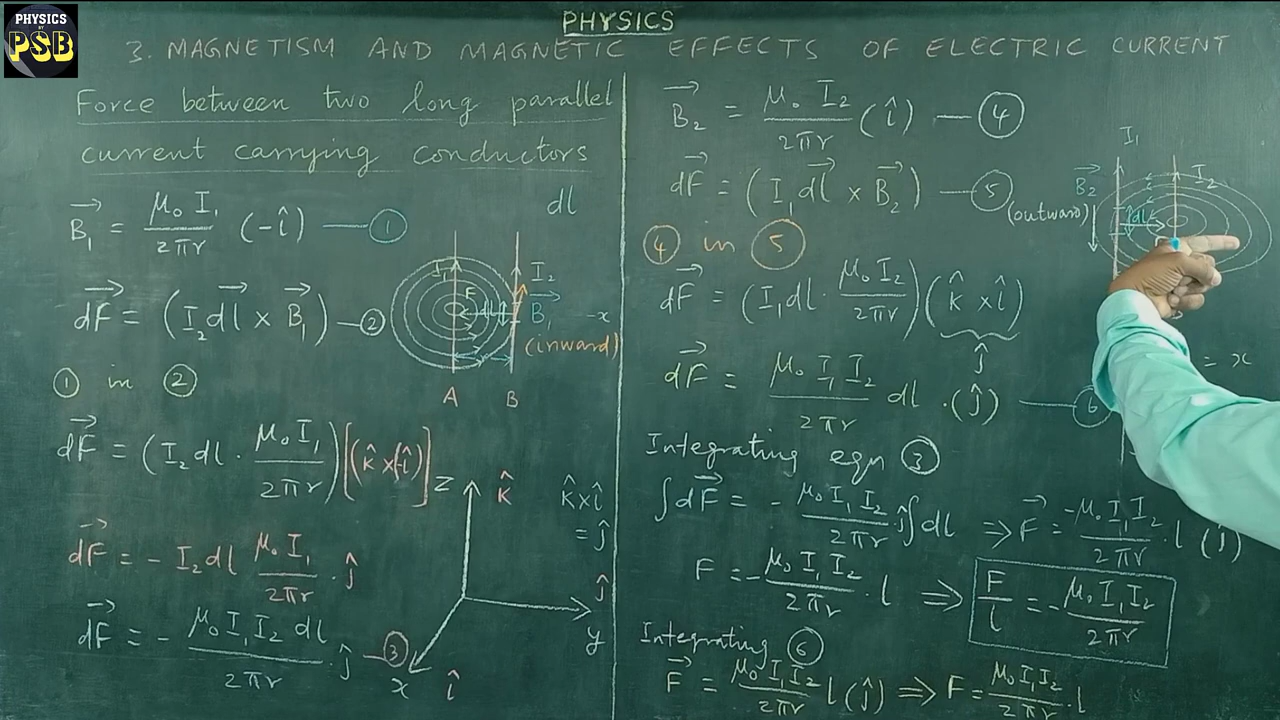 PHYSICS
BY
PSB
PHYSICS
3. MAGNETISM AND MAGNETIC EFFECTS OF ELECTRIC CURRENT
Force between two long parallel
current carrying conductors
B₁⃗ = μ₀ I₁ / 2πr (-î) — ①
dF⃗ = (I₂ dl⃗ × B₁⃗) — ②
① in ②
dF⃗ = (I₂ dl · μ₀ I₁ / 2πr) [(k̂ × (-î)]
dF⃗ = - I₂ dl μ₀ I₁ / 2πr · ĵ
dF⃗ = - μ₀ I₁ I₂ dl / 2πr · ĵ — ③
dl
I₁
I₂
F
dl
B₁⃗
-x
(inward)
A
B
z
k̂
k̂ × î
= ĵ
ĵ
y
x
î
B₂⃗ = μ₀ I₂ / 2πr (î) — ④
dF⃗ = (I₁ dl⃗ × B₂⃗) — ⑤
④ in ⑤
dF⃗ = (I₁ dl · μ₀ I₂ / 2πr) (k̂ × î)
ĵ
dF⃗ = μ₀ I₁ I₂ / 2πr dl · (ĵ) — ⑥
Integrating eqn ③
∫dF⃗ = - μ₀ I₁ I₂ / 2πr · ĵ ∫dl ⇒ F⃗ = -μ₀ I₁ I₂ / 2πr · l (ĵ)
F = - μ₀ I₁ I₂ / 2πr · l ⇒ F / l = - μ₀ I₁ I₂ / 2πr
Integrating ⑥
F⃗ = μ₀ I₁ I₂ / 2πr l (ĵ) ⇒ F = μ₀ I₁ I₂ / 2πr · l
I₁
B₂⃗
I₂
(outward)
dl
= x